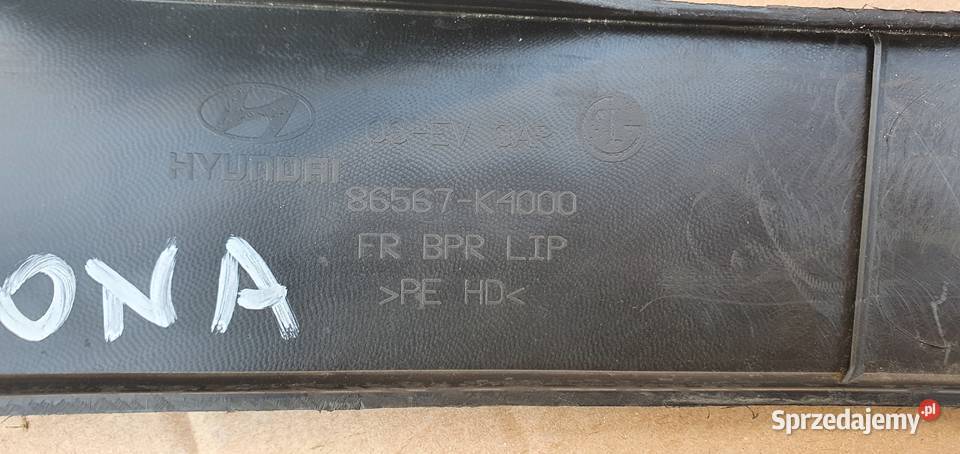 OS-EV CAR
HYUNDAI
86567-K4000
FR BPR LIP
>PE HD<
ONA
Sprzedajemy.pl